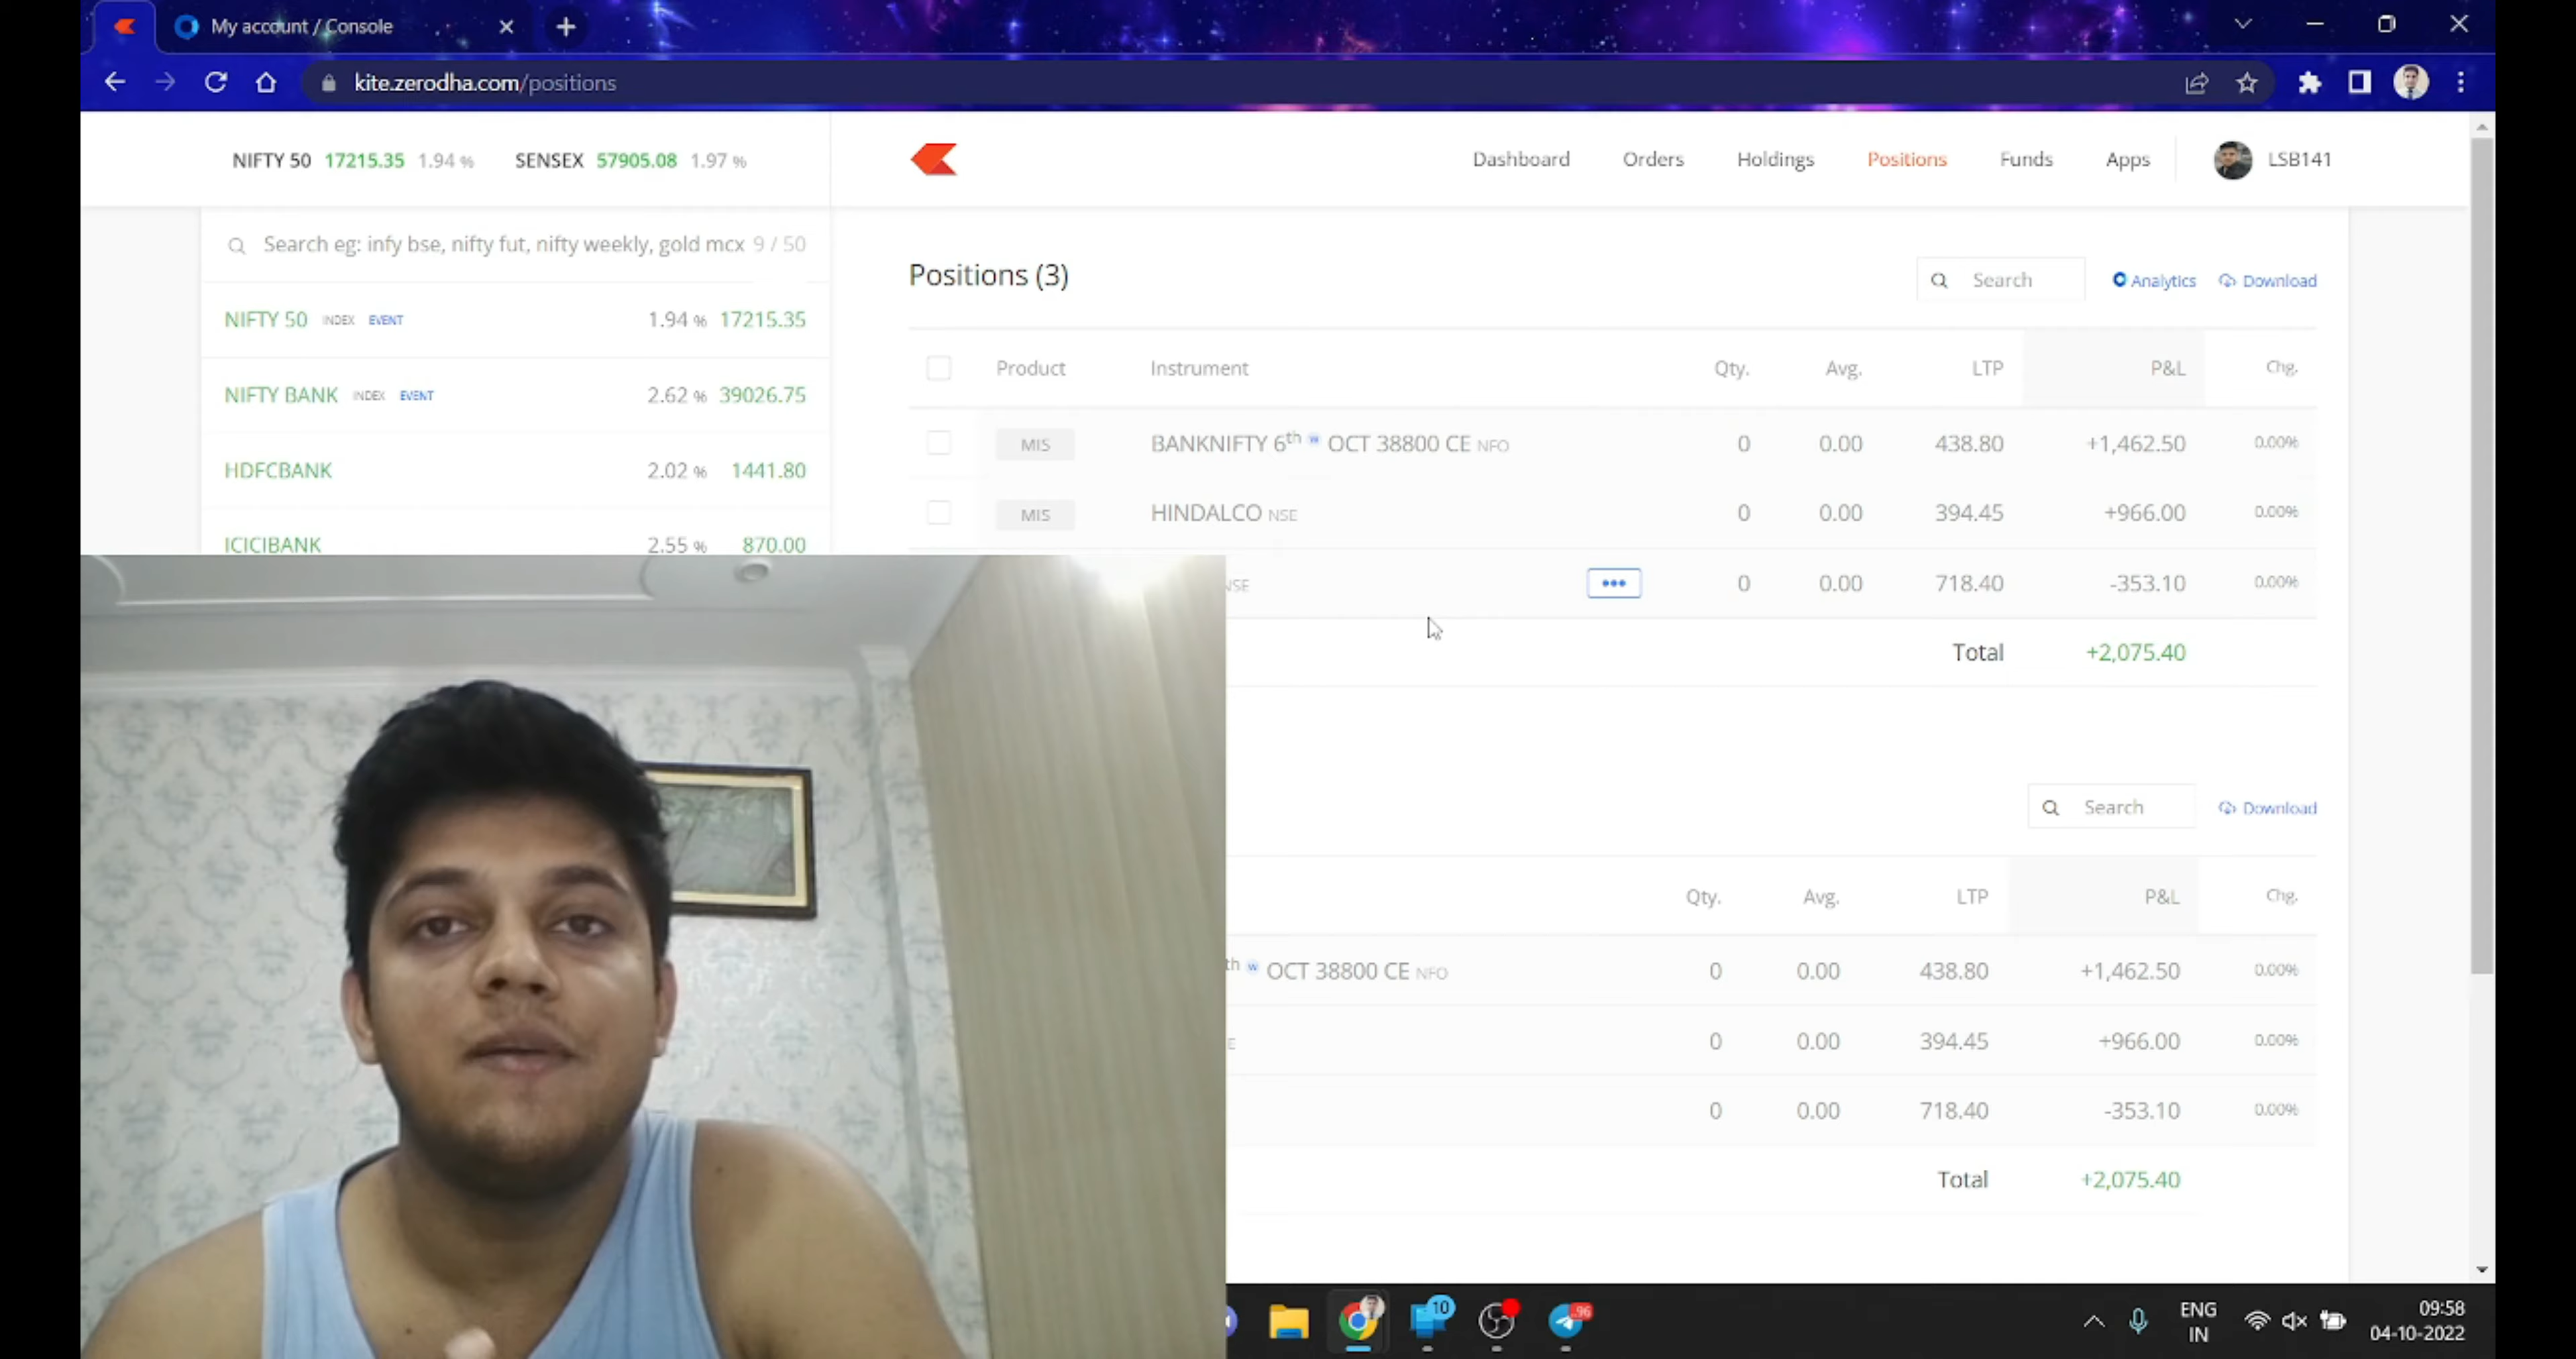 My account / Console
kite.zerodha.com/positions
NIFTY 50 17215.35 1.94 % SENSEX 57905.08 1.97 %
Dashboard Orders Holdings Positions Funds Apps LSB141
Search eg: infy bse, nifty fut, nifty weekly, gold mcx 9 / 50
Positions (3) Search Analytics Download
NIFTY 50 INDEX EVENT 1.94 % 17215.35
Product Instrument Qty. Avg. LTP P&L Chg.
NIFTY BANK INDEX EVENT 2.62 % 39026.75
MIS BANKNIFTY 6th w OCT 38800 CE NFO 0 0.00 438.80 +1,462.50 0.00%
HDFCBANK 2.02 % 1441.80
MIS HINDALCO NSE 0 0.00 394.45 +966.00 0.00%
ICICIBANK 2.55 % 870.00
NSE ••• 0 0.00 718.40 -353.10 0.00%
Total +2,075.40
Search Download
Qty. Avg. LTP P&L Chg.
th w OCT 38800 CE NFO 0 0.00 438.80 +1,462.50 0.00%
E 0 0.00 394.45 +966.00 0.00%
0 0.00 718.40 -353.10 0.00%
Total +2,075.40
10 96 ENG 09:58
IN 04-10-2022